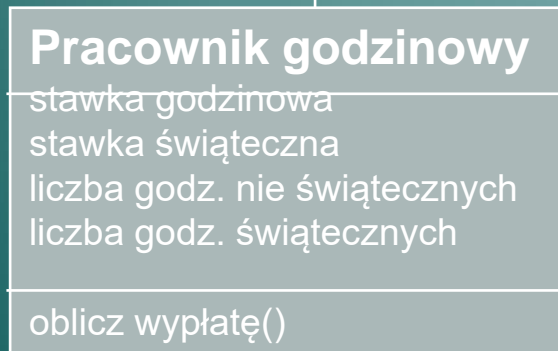 Pracownik godzinowy
stawka godzinowa
stawka świąteczna
liczba godz. nie świątecznych
liczba godz. świątecznych
oblicz wypłatę()